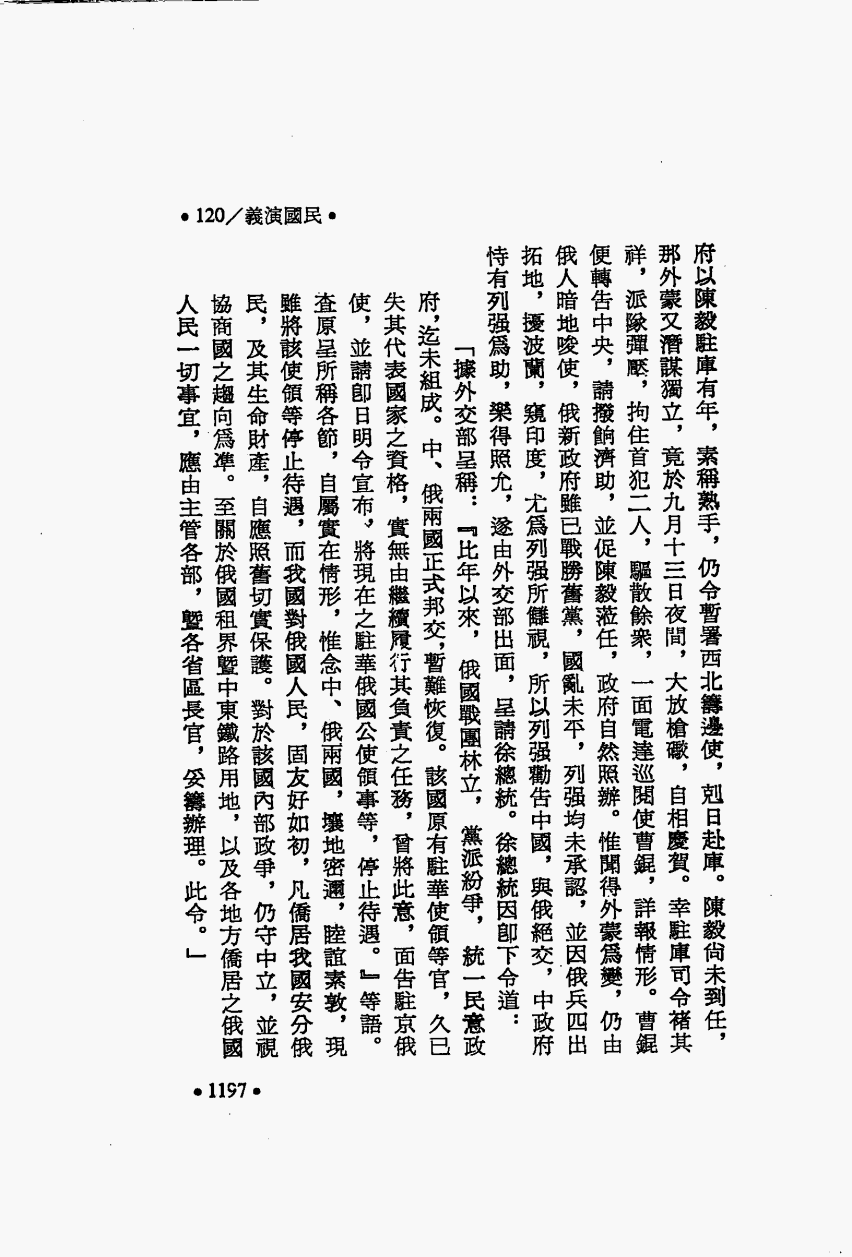 •120/義演國民•
府以陳毅駐庫有年，素稱熟手，仍令暫署西北籌邊使，剋日赴庫。陳毅尙未到任，
那外蒙又潛謀獨立，竟於九月十三日夜間，大放槍礮，自相慶賀。幸駐庫司令褚其
祥，派隊彈壓，拘住首犯二人，驅散餘衆，一面電達巡閱使曹錕，詳報情形。曹錕
便轉告中央，請撥餉濟助，並促陳毅蒞任，政府自然照辦。惟聞得外蒙爲變，仍由
俄人暗地唆使，俄新政府雖已戰勝舊黨，國亂未平，列强均未承認，並因俄兵四出
拓地，擾波蘭，窺印度，尤爲列强所讎視，所以列强勸告中國，與俄絕交，中政府
恃有列强爲助，樂得照允，遂由外交部出面，呈請徐總統。徐總統因卽下令道：
「據外交部呈稱：『比年以來，俄國戰團林立，黨派紛爭，統一民意政
府，迄未組成。中、俄兩國正式邦交，暫難恢復。該國原有駐華使領等官，久已
失其代表國家之資格，實無由繼續履行其負責之任務，曾將此意，面告駐京俄
使，並請卽日明令宣布，將現在之駐華俄國公使領事等，停止待遇。』等語。
查原呈所稱各節，自屬實在情形，惟念中、俄兩國，壤地密邇，睦誼素敦，現
雖將該使領等停止待遇，而我國對俄國人民，固友好如初，凡僑居我國安分俄
民，及其生命財產，自應照舊切實保護。對於該國內部政爭，仍守中立，並視
協商國之趨向爲準。至關於俄國租界暨中東鐵路用地，以及各地方僑居之俄國
人民一切事宜，應由主管各部，暨各省區長官，妥籌辦理。此令。」
•1197•